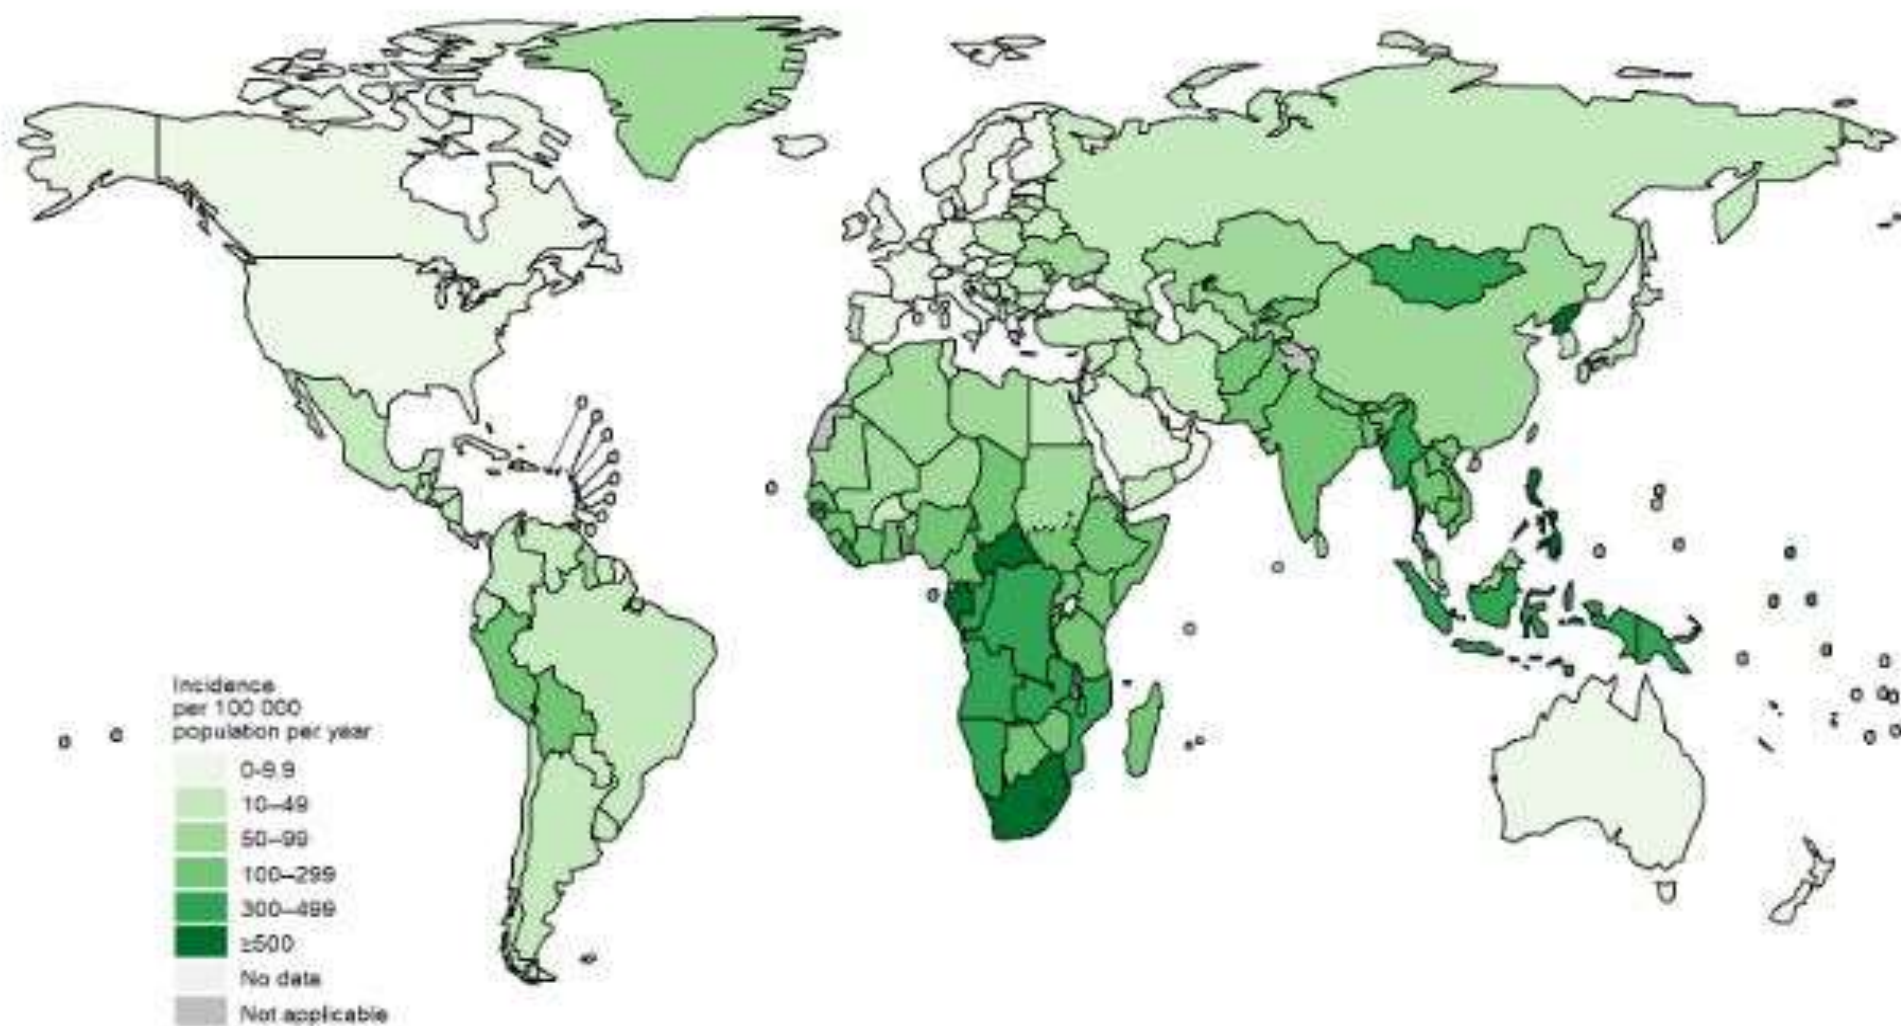 Incidence
per 100 000
population per year
0-9.9
10–49
50–99
100–299
300–499
≥500
No data
Not applicable